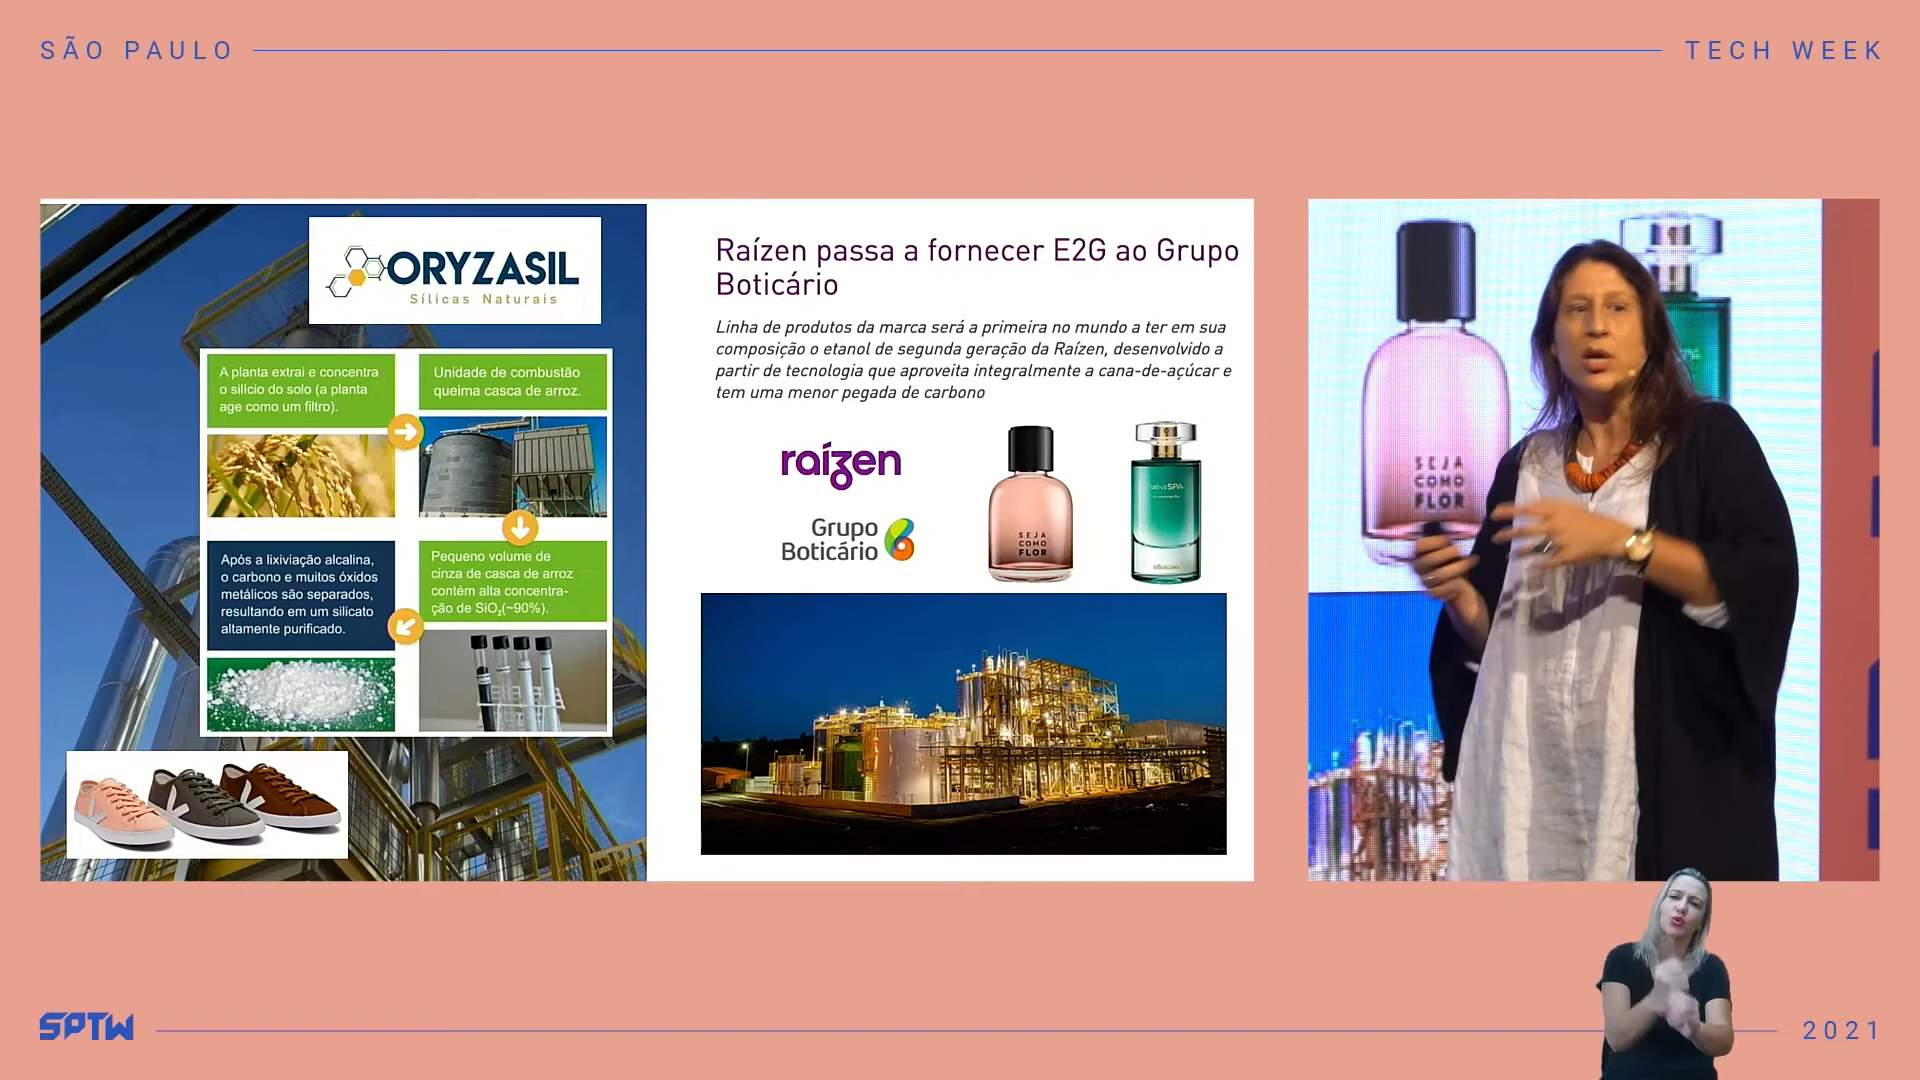 SÃO PAULO
TECH WEEK
ORYZASIL
Sílicas Naturais
A planta extrai e concentra
o silício do solo (a planta
age como um filtro).
Unidade de combustão
queima casca de arroz.
Após a lixiviação alcalina,
o carbono e muitos óxidos
metálicos são separados,
resultando em um silicato
altamente purificado.
Pequeno volume de
cinza de casca de arroz
contém alta concentra-
ção de SiO₂(~90%).
Raízen passa a fornecer E2G ao Grupo
Boticário
Linha de produtos da marca será a primeira no mundo a ter em sua
composição o etanol de segunda geração da Raízen, desenvolvido a
partir de tecnologia que aproveita integralmente a cana-de-açúcar e
tem uma menor pegada de carbono
raízen
Grupo
Boticário
SEJA
COMO
FLOR
nativa SPA
oBoticário
SEJA
COMO
FLOR
SPTW
2021